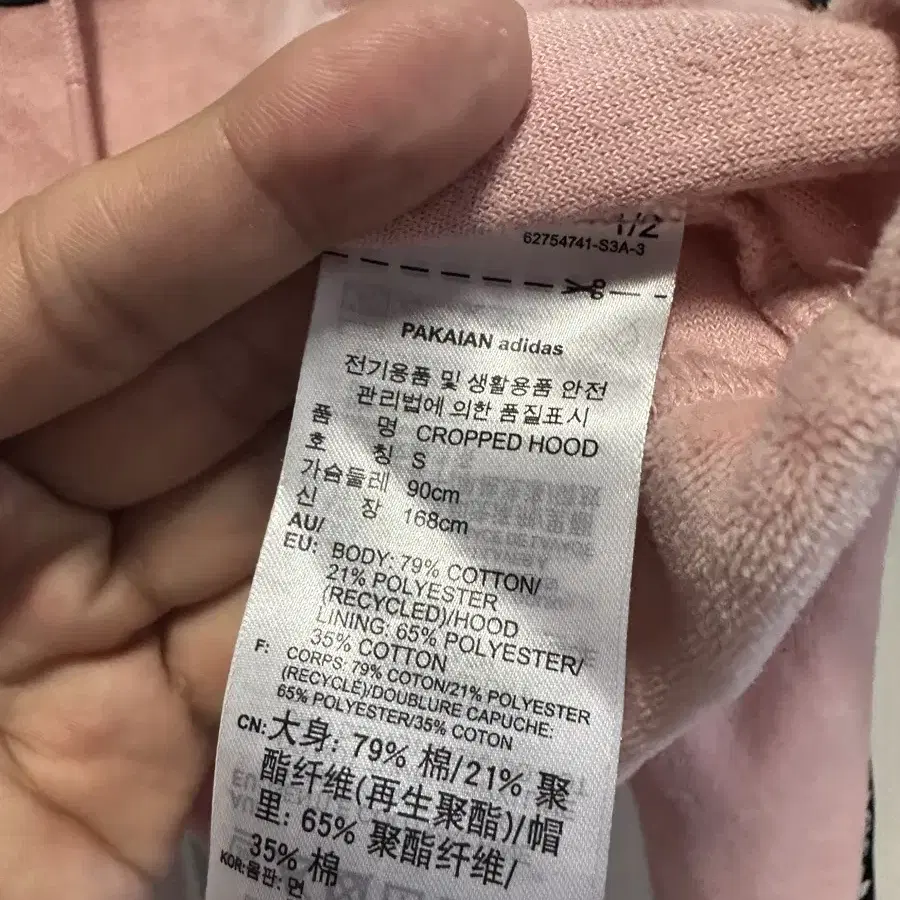 1/2
62754741-S3A-3
PAKAIAN adidas
전기용품 및 생활용품 안전
관리법에 의한 품질표시
품 명 CROPPED HOOD
호 칭 S
가슴둘레 90cm
신 장 168cm
AU/
EU: BODY: 79% COTTON/
21% POLYESTER
(RECYCLED)/HOOD
LINING: 65% POLYESTER/
35% COTTON
F: CORPS: 79% COTON/21% POLYESTER
(RECYCLÉ)/DOUBLURE CAPUCHE:
65% POLYESTER/35% COTON
CN: 大身: 79% 棉/21% 聚
酯纤维(再生聚酯)/帽
里: 65% 聚酯纤维/
35% 棉
KOR: 몸판: 면